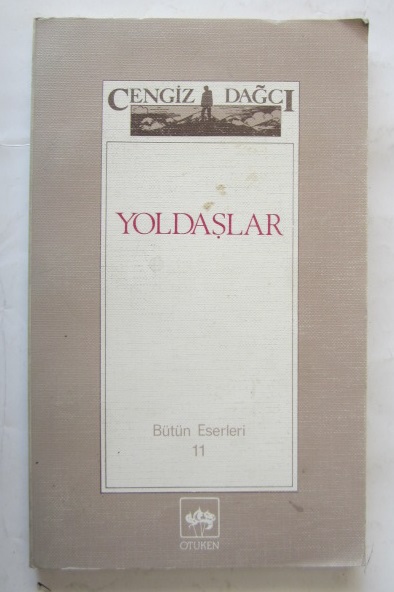 CENGİZ DAĞCI
YOLDAŞLAR
Bütün Eserleri
11
ÖTÜKEN